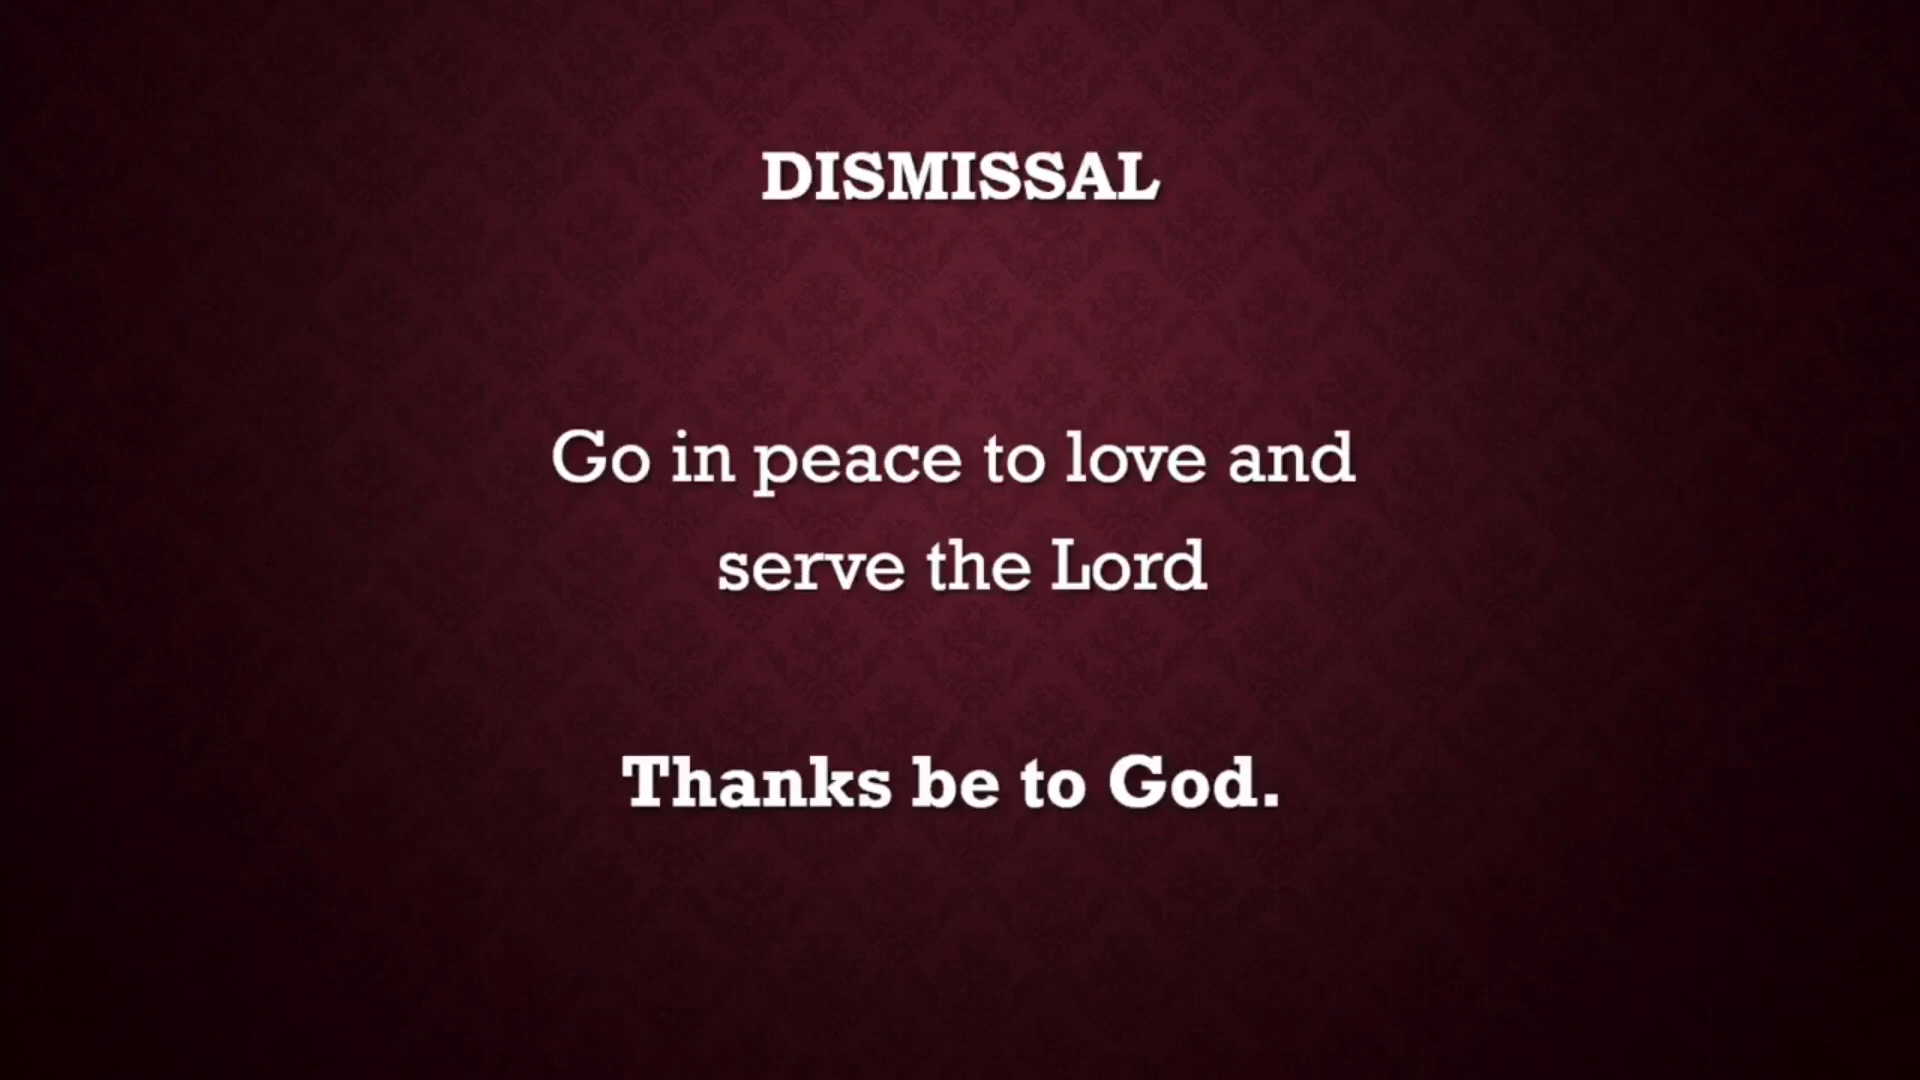 DISMISSAL
Go in peace to love and
serve the Lord
Thanks be to God.